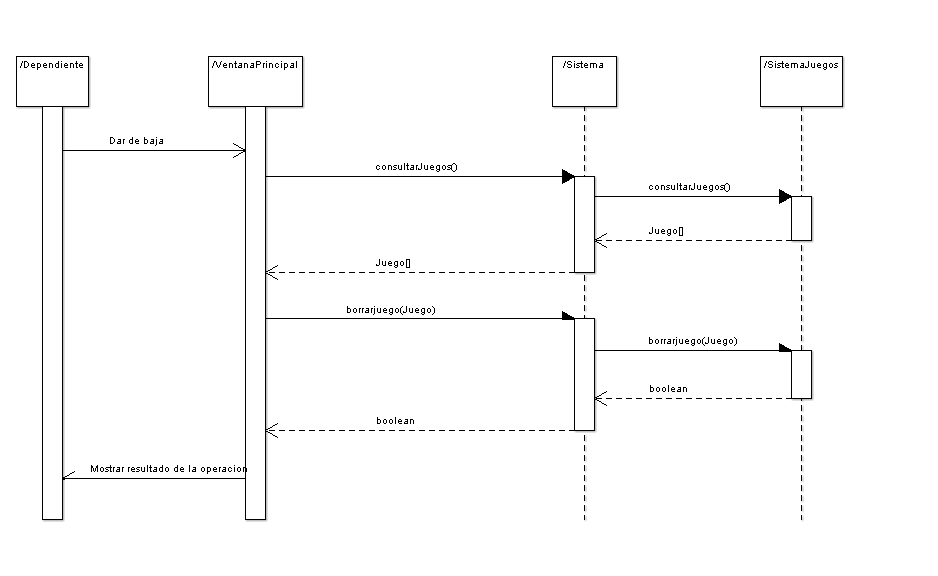 /Dependiente
/VentanaPrincipal
/Sistema
/SistemaJuegos
Dar de baja
consultarJuegos()
consultarJuegos()
Juego[]
Juego[]
borrarjuego(Juego)
borrarjuego(Juego)
boolean
boolean
Mostrar resultado de la operacion